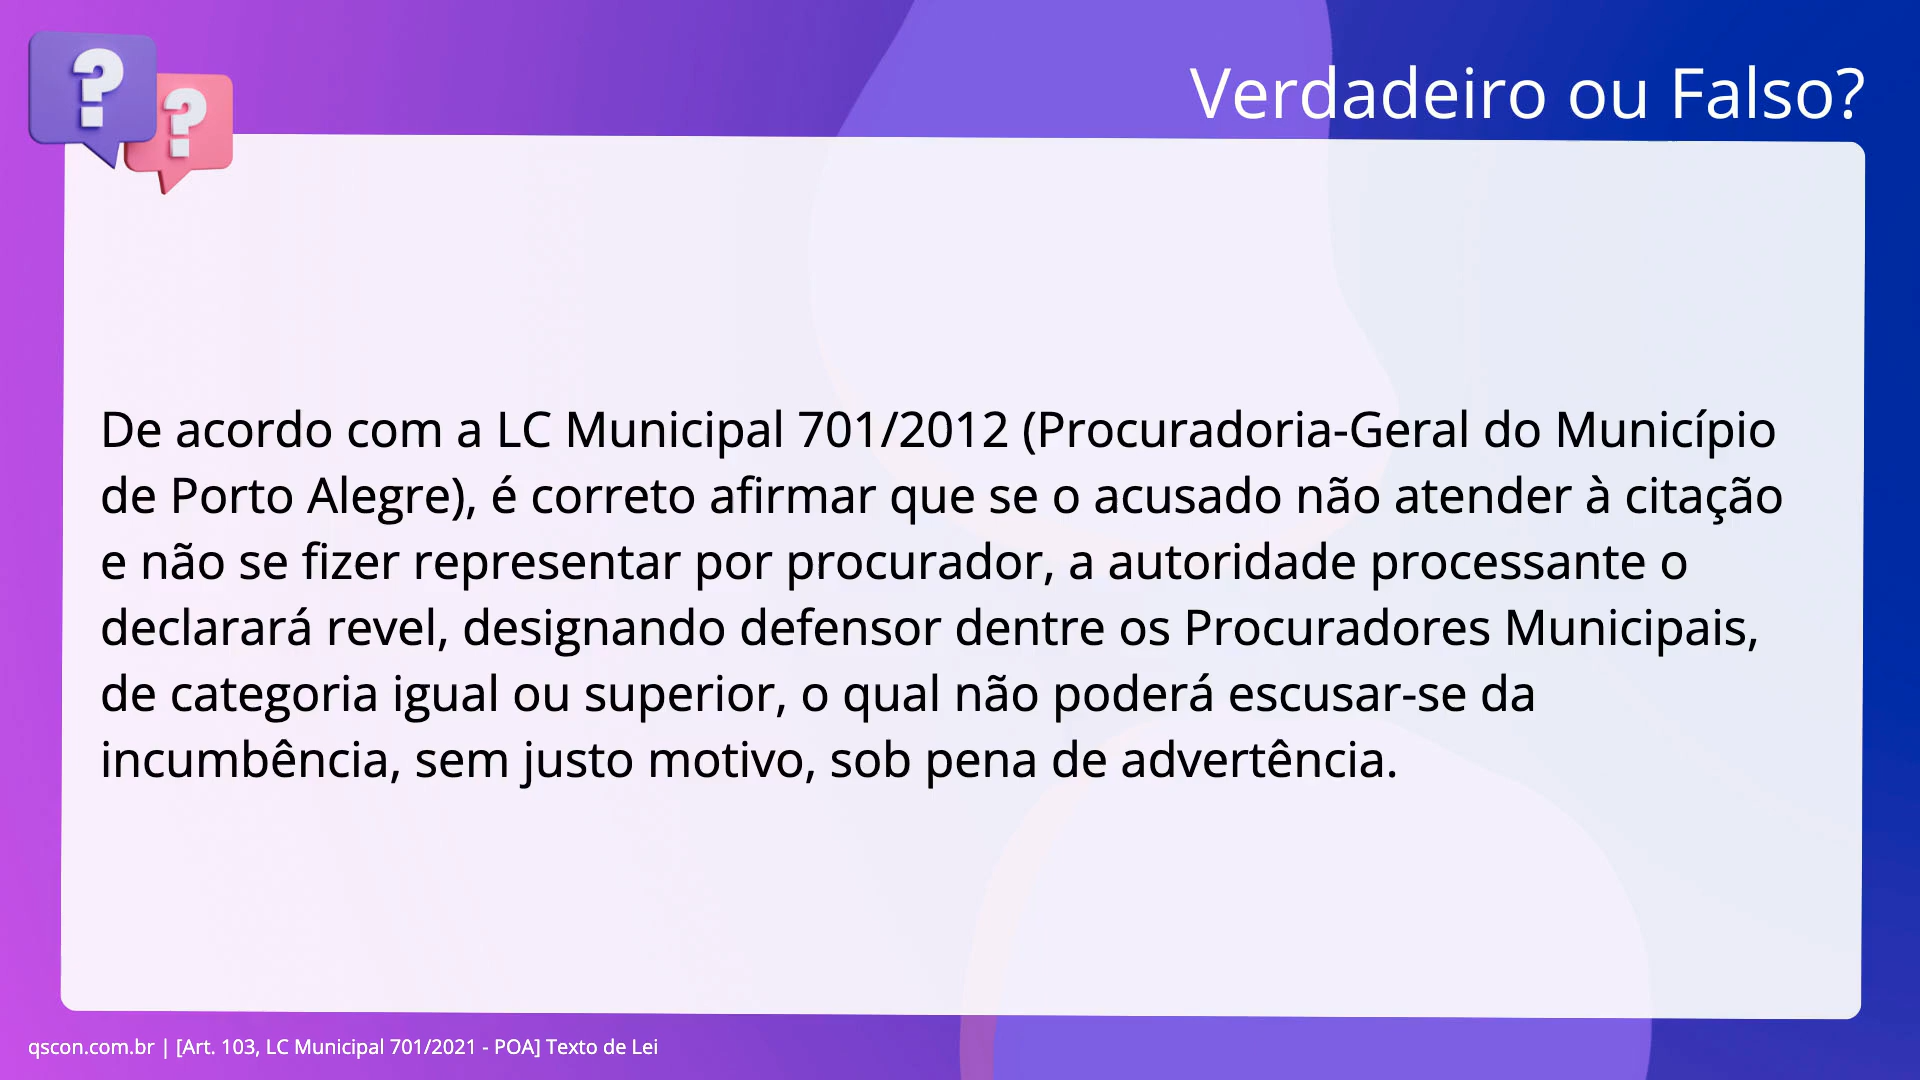 Verdadeiro ou Falso?
De acordo com a LC Municipal 701/2012 (Procuradoria-Geral do Município
de Porto Alegre), é correto afirmar que se o acusado não atender à citação
e não se fizer representar por procurador, a autoridade processante o
declarará revel, designando defensor dentre os Procuradores Municipais,
de categoria igual ou superior, o qual não poderá escusar-se da
incumbência, sem justo motivo, sob pena de advertência.
qscon.com.br | [Art. 103, LC Municipal 701/2021 - POA] Texto de Lei